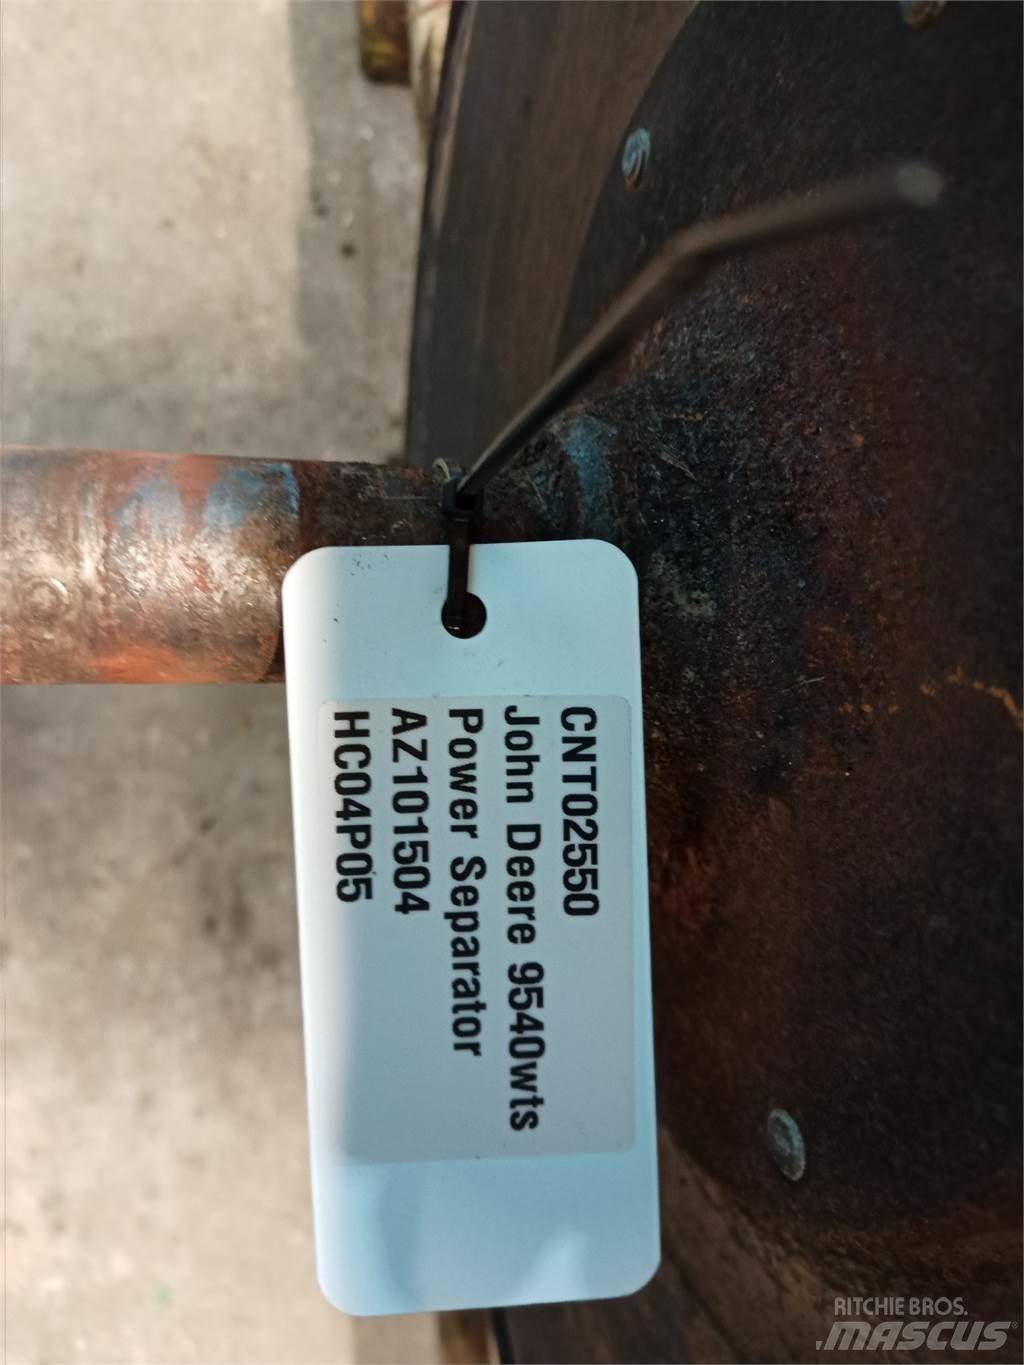 CNT02550
John Deere 9540wts
Power Separator
AZ101504
HC04P05
RITCHIE BROS.
MASCUS